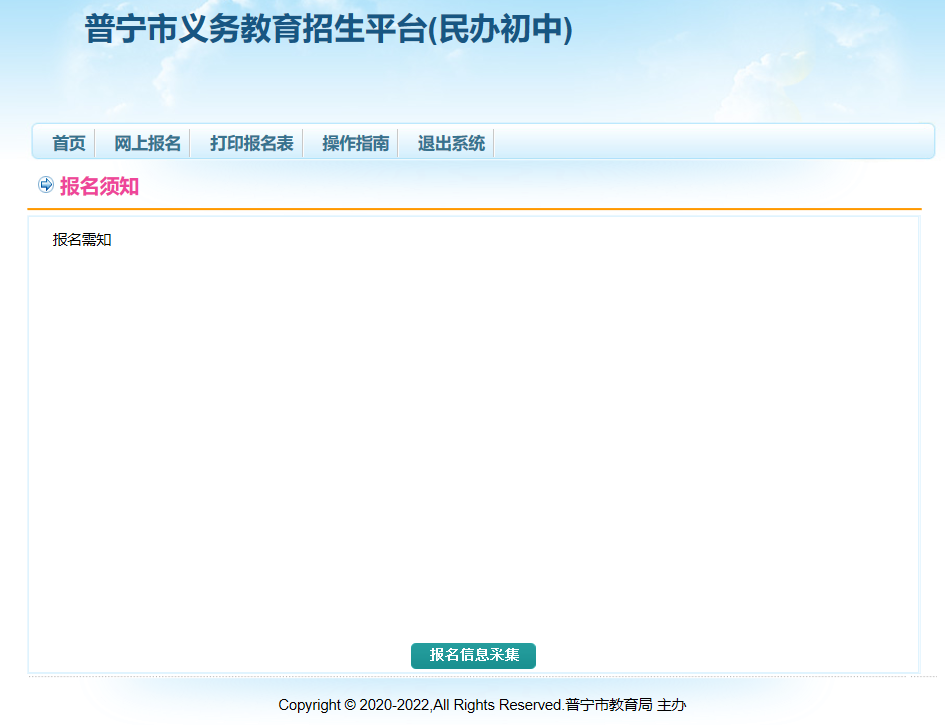 普宁市义务教育招生平台(民办初中)
首页 网上报名 打印报名表 操作指南 退出系统
报名须知
报名需知
报名信息采集
Copyright © 2020-2022,All Rights Reserved.普宁市教育局 主办